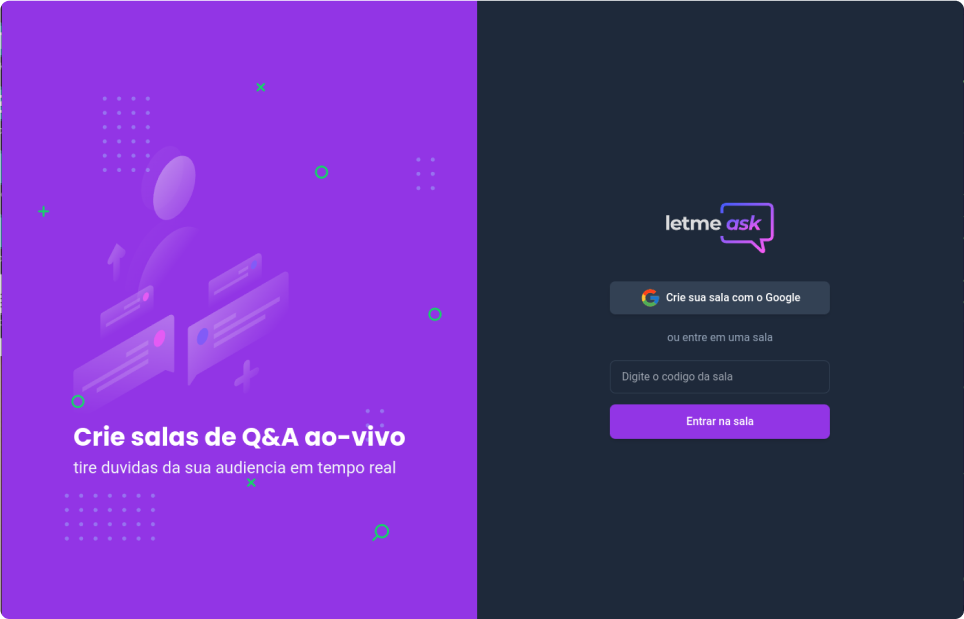 Crie salas de Q&A ao-vivo
tire duvidas da sua audiencia em tempo real
letme ask
Crie sua sala com o Google
ou entre em uma sala
Digite o codigo da sala
Entrar na sala